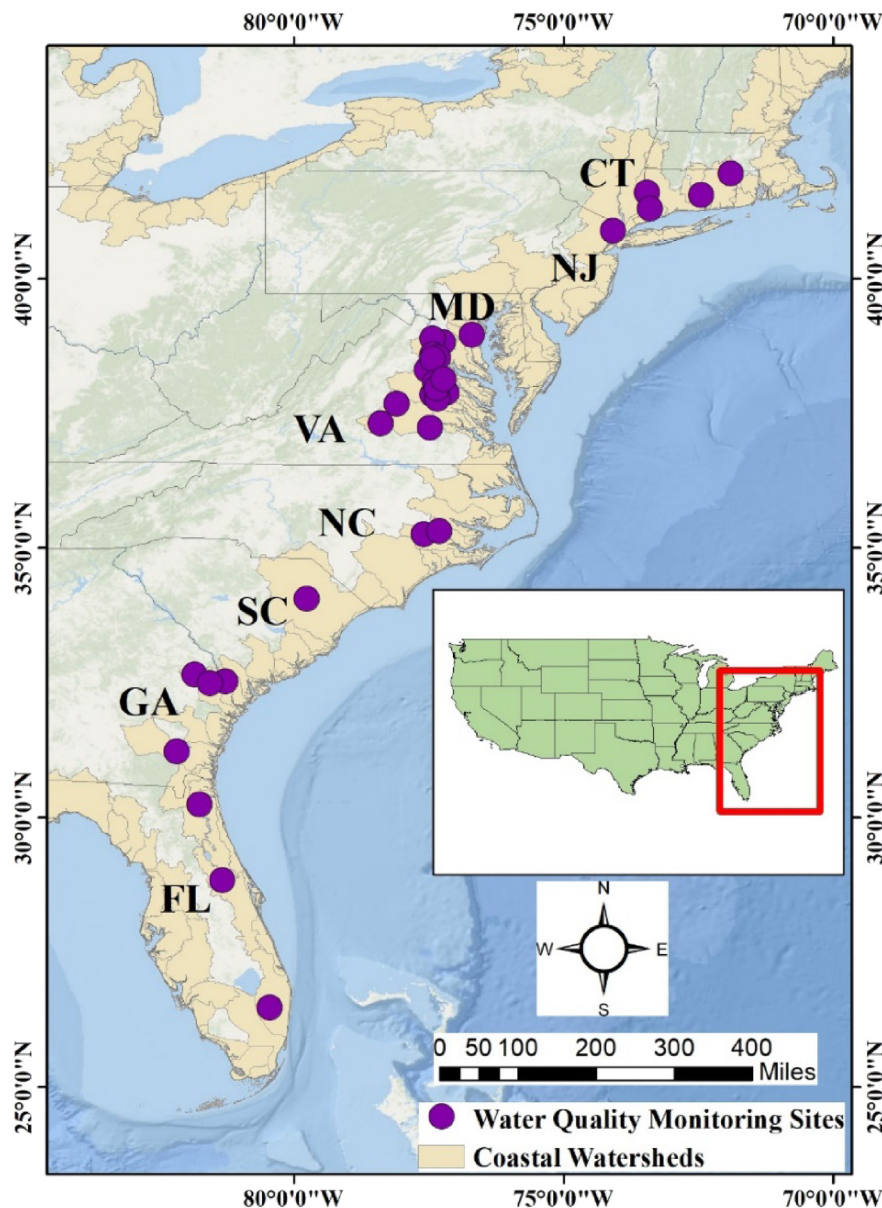 80°0'0"W 75°0'0"W 70°0'0"W
CT
NJ
40°0'0"N 40°0'0"N
MD
VA
NC
35°0'0"N 35°0'0"N
SC
GA
30°0'0"N 30°0'0"N
FL
N
W E
S
0 50 100 200 300 400
Miles
25°0'0"N 25°0'0"N
Water Quality Monitoring Sites
Coastal Watersheds
80°0'0"W 75°0'0"W 70°0'0"W